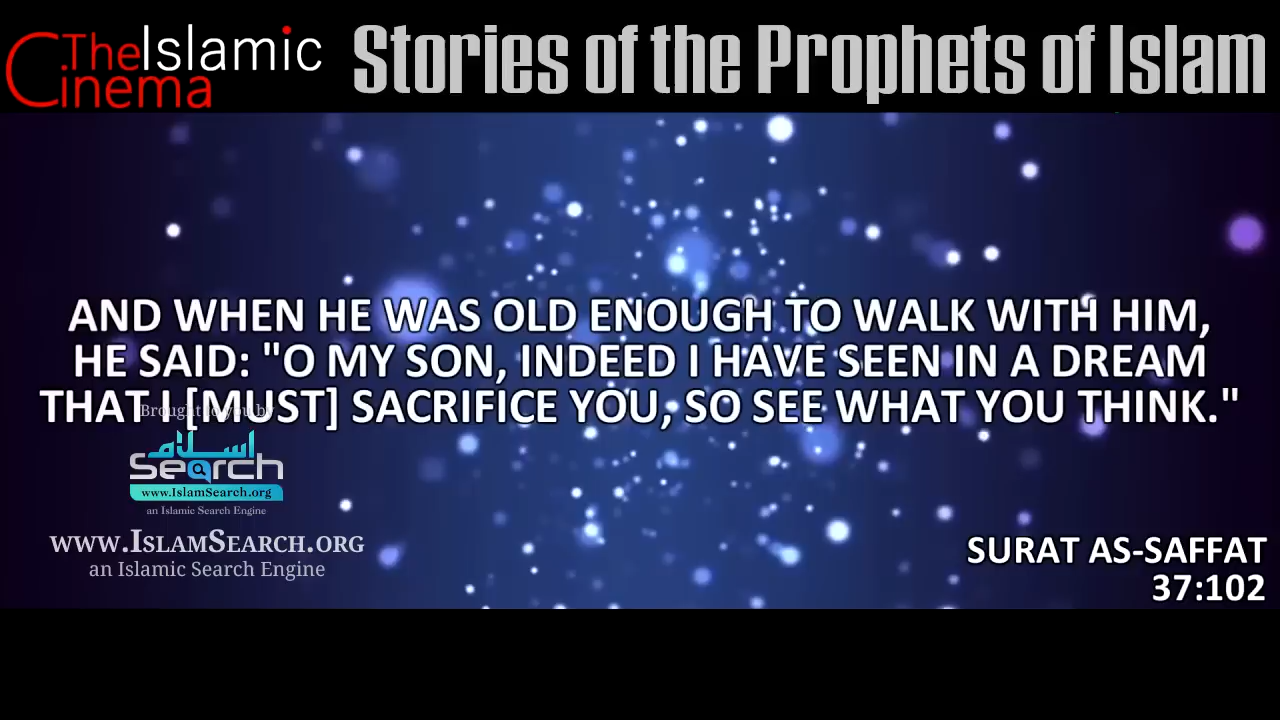 The Islamic
Cinema
Stories of the Prophets of Islam
AND WHEN HE WAS OLD ENOUGH TO WALK WITH HIM,
HE SAID: "O MY SON, INDEED I HAVE SEEN IN A DREAM
THAT I [MUST] SACRIFICE YOU, SO SEE WHAT YOU THINK."
Brought to you by
اسلام
Search
www.IslamSearch.org
an Islamic Search Engine
WWW.ISLAMSEARCH.ORG
an Islamic Search Engine
SURAT AS-SAFFAT
37:102